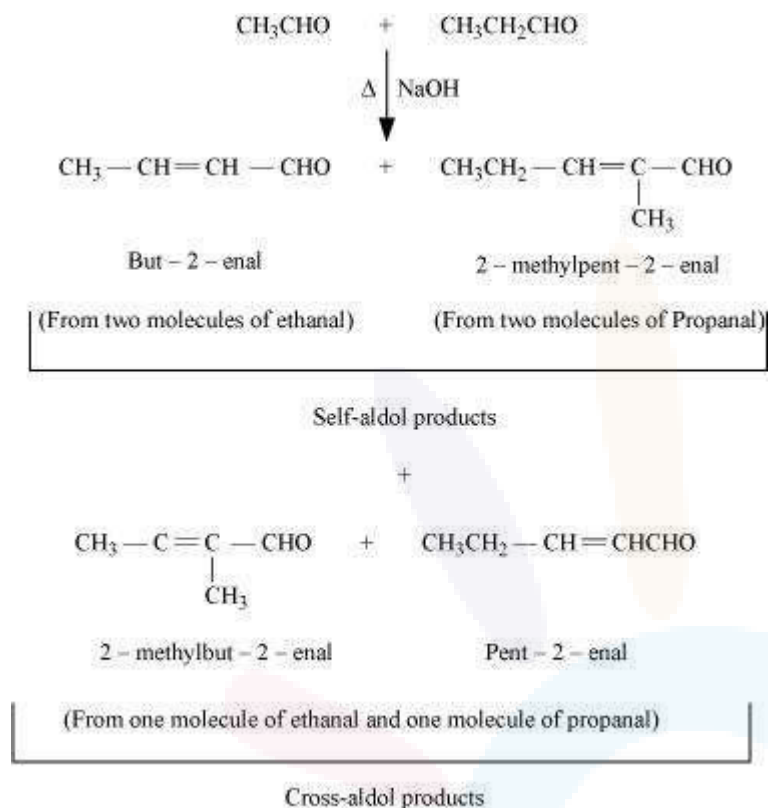 CH₃CHO + CH₃CH₂CHO
Δ NaOH
CH₃ — CH = CH — CHO + CH₃CH₂ — CH = C — CHO
CH₃
But – 2 – enal 2 – methylpent – 2 – enal
(From two molecules of ethanal) (From two molecules of Propanal)
Self-aldol products
+
CH₃ — C = C — CHO + CH₃CH₂ — CH = CHCHO
CH₃
2 – methylbut – 2 – enal Pent – 2 – enal
(From one molecule of ethanal and one molecule of propanal)
Cross-aldol products